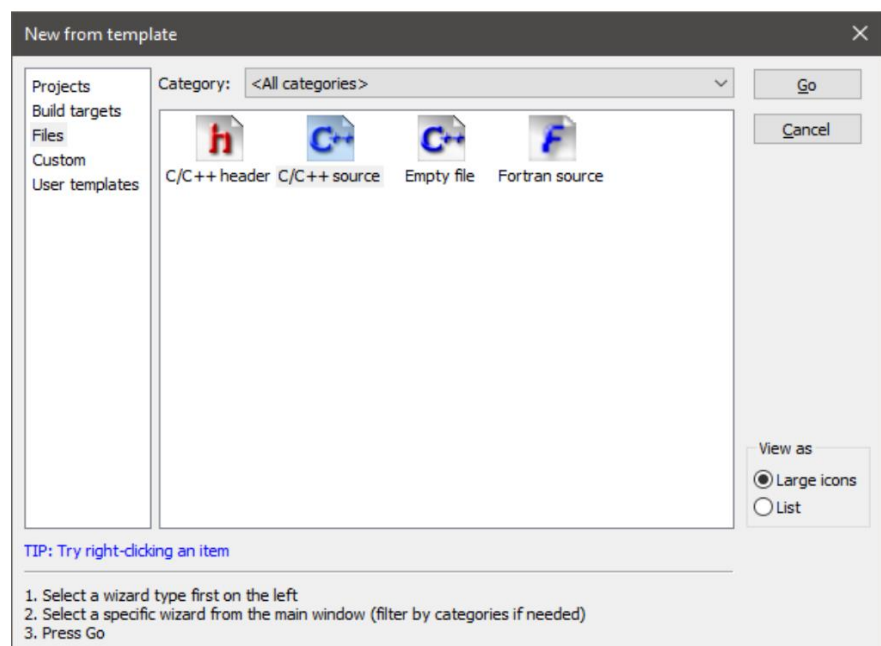 New from template
Projects
Build targets
Files
Custom
User templates
Category: <All categories>
h
C++
C++
F
C/C++ header C/C++ source Empty file Fortran source
Go
Cancel
View as
Large icons
List
TIP: Try right-clicking an item
1. Select a wizard type first on the left
2. Select a specific wizard from the main window (filter by categories if needed)
3. Press Go